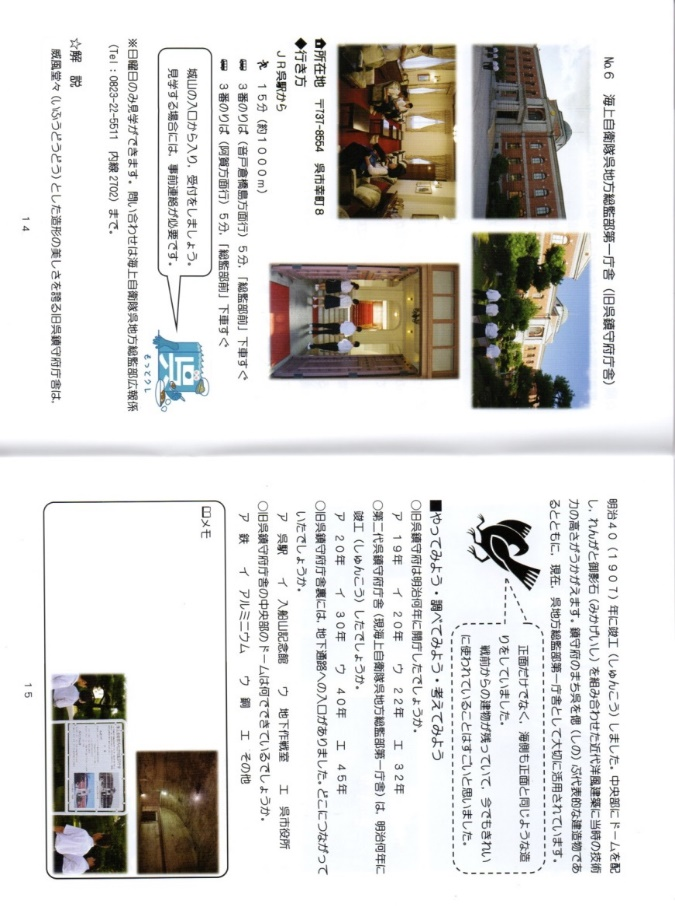 No.6　海上自衛隊呉地方総監部第一庁舎（旧呉鎮守府庁舎）
所在地　〒737-8554　呉市幸町８
◆行き方
ＪＲ呉駅から
１５分（約１０００ｍ）
３番のりば（音戸倉橋島方面行）５分，「総監部前」下車すぐ
３番のりば（阿賀方面行）５分，「総監部前」下車すぐ
城山の入口から入り，受付をしましょう。
見学する場合には，事前連絡が必要です。
呉
もっとくし
※日曜日のみ見学ができます。問い合わせは海上自衛隊呉地方総監部広報係
（Tel：0823-22-5511　内線2702）まで。
☆解　説
威風堂々（いふうどうどう）とした造形の美しさを誇る旧呉鎮守府庁舎は，
１４
明治４０（１９０７）年に竣工（しゅんこう）しました。中央部にドームを配
し，れんがと御影石（みかげいし）を組み合わせた近代洋風建築に当時の技術
力の高さがうかがえます。鎮守府のまち呉を偲（しの）ぶ代表的な建造物であ
るとともに，現在，呉地方総監部第一庁舎として大切に活用されています。
正面だけでなく，海側も正面と同じような造
りをしていました。
戦前からの建物が残っていて，今でもきれい
に使われていることはすごいと思いました。
■やってみよう・調べてみよう・考えてみよう
○旧呉鎮守府は明治何年に開庁したでしょうか。
ア　１９年　イ　２０年　ウ　２２年　エ　３２年
○第二代呉鎮守府庁舎（現海上自衛隊呉地方総監部第一庁舎）は，明治何年に
竣工（しゅんこう）したでしょうか。
ア　２０年　イ　３０年　ウ　４０年　エ　４５年
○旧呉鎮守府庁舎裏には，地下通路への入口がありました。どこにつながって
いたでしょうか。
ア　呉駅　イ　入船山記念館　ウ　地下作戦室　エ　呉市役所
○旧呉鎮守府庁舎の中央部のドームは何でできているでしょうか。
ア　鉄　イ　アルミニウム　ウ　銅　エ　その他
メモ
１５